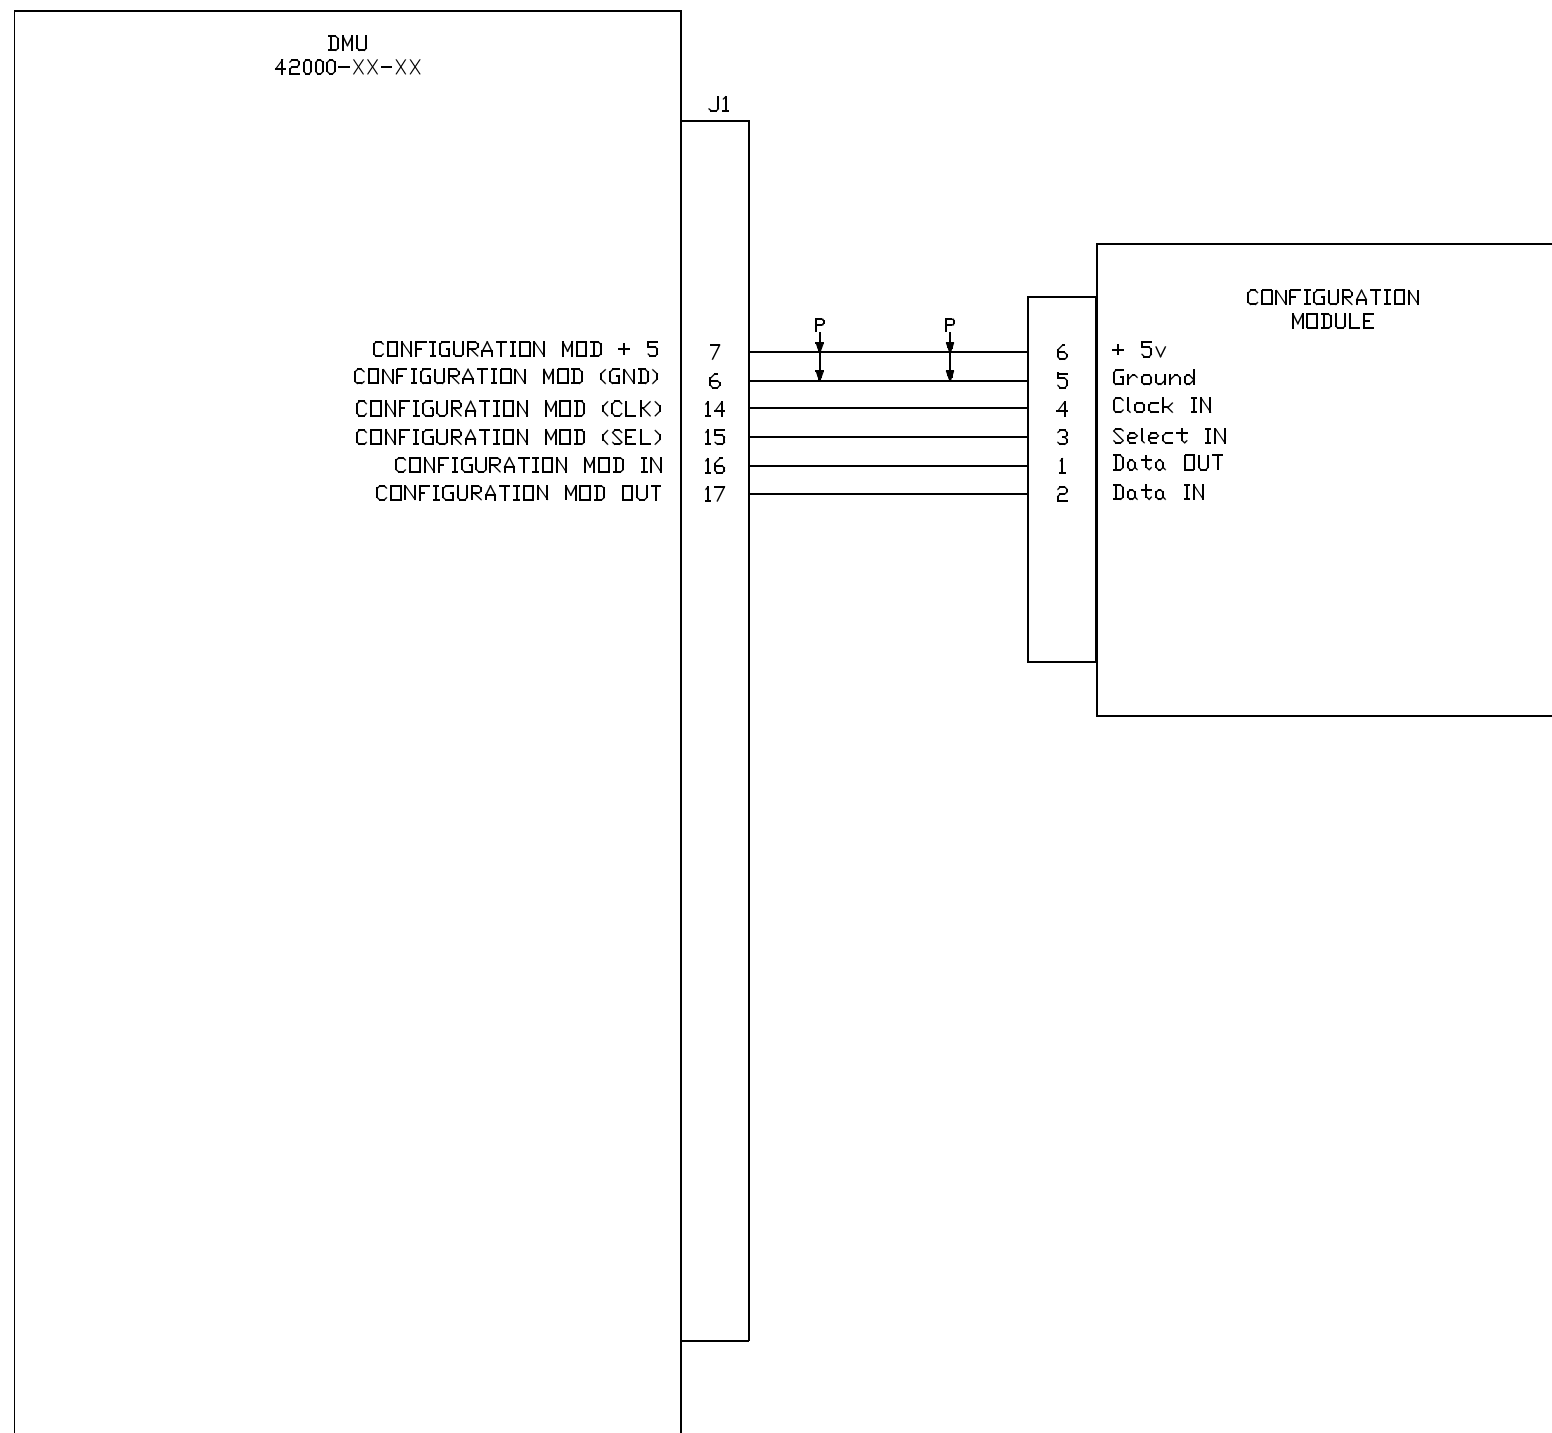 DMU
42000-XX-XX
J1
CONFIGURATION
MODULE
P P
CONFIGURATION MOD + 5 7 6 + 5v
CONFIGURATION MOD (GND) 6 5 Ground
CONFIGURATION MOD (CLK) 14 4 Clock IN
CONFIGURATION MOD (SEL) 15 3 Select IN
CONFIGURATION MOD IN 16 1 Data OUT
CONFIGURATION MOD OUT 17 2 Data IN